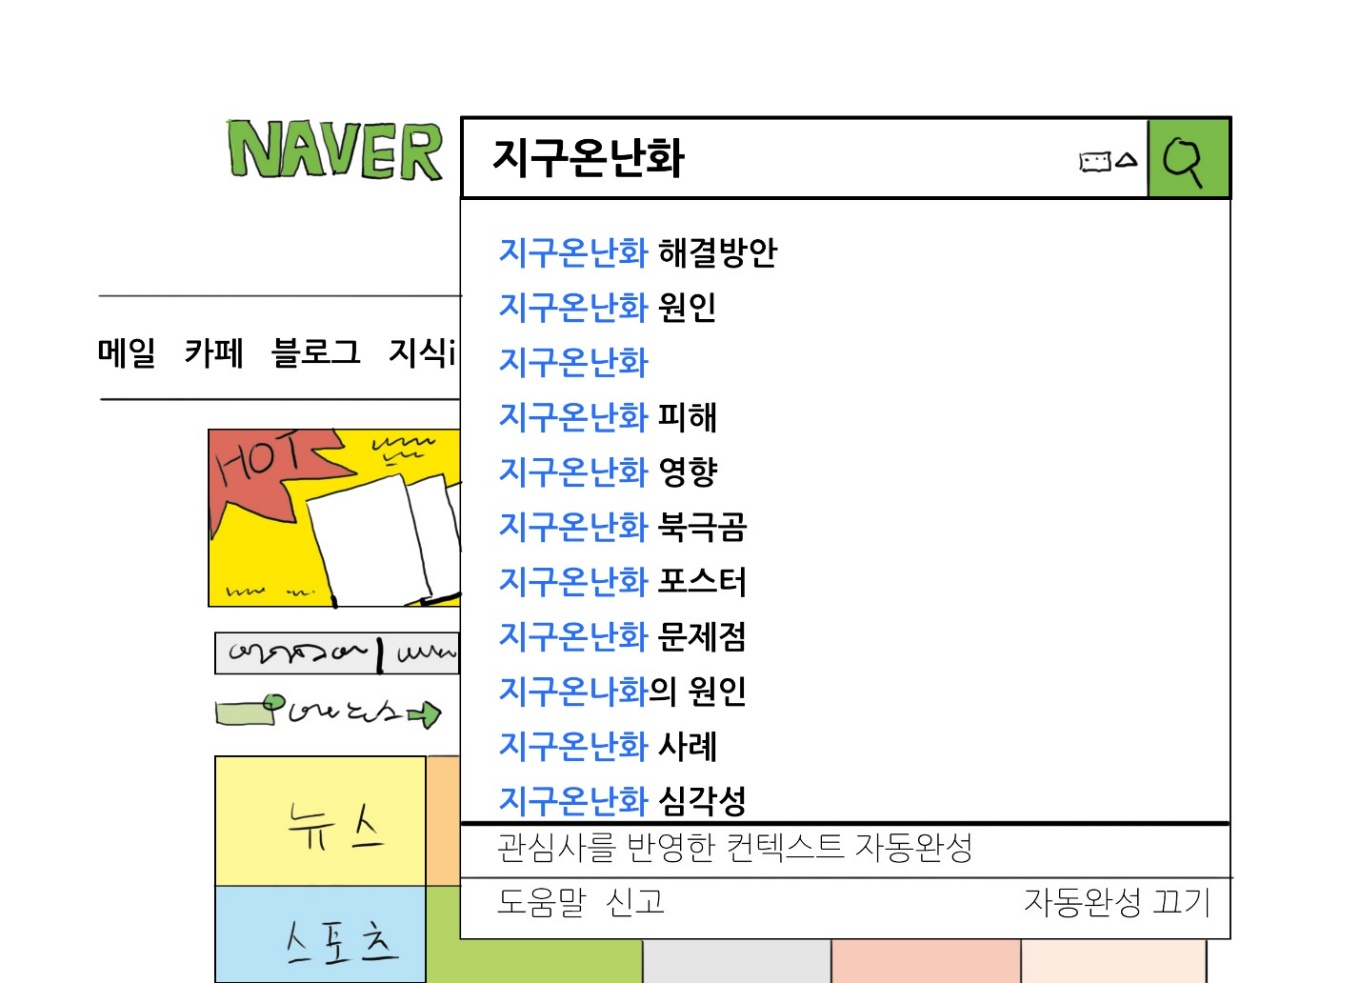 NAVER
지구온난화
지구온난화 해결방안
지구온난화 원인
지구온난화
지구온난화 피해
지구온난화 영향
지구온난화 북극곰
지구온난화 포스터
지구온난화 문제점
지구온나화의 원인
지구온난화 사례
지구온난화 심각성
관심사를 반영한 컨텍스트 자동완성
도움말 신고 자동완성 끄기
메일 카페 블로그 지식i
HOT
뉴스
스포츠